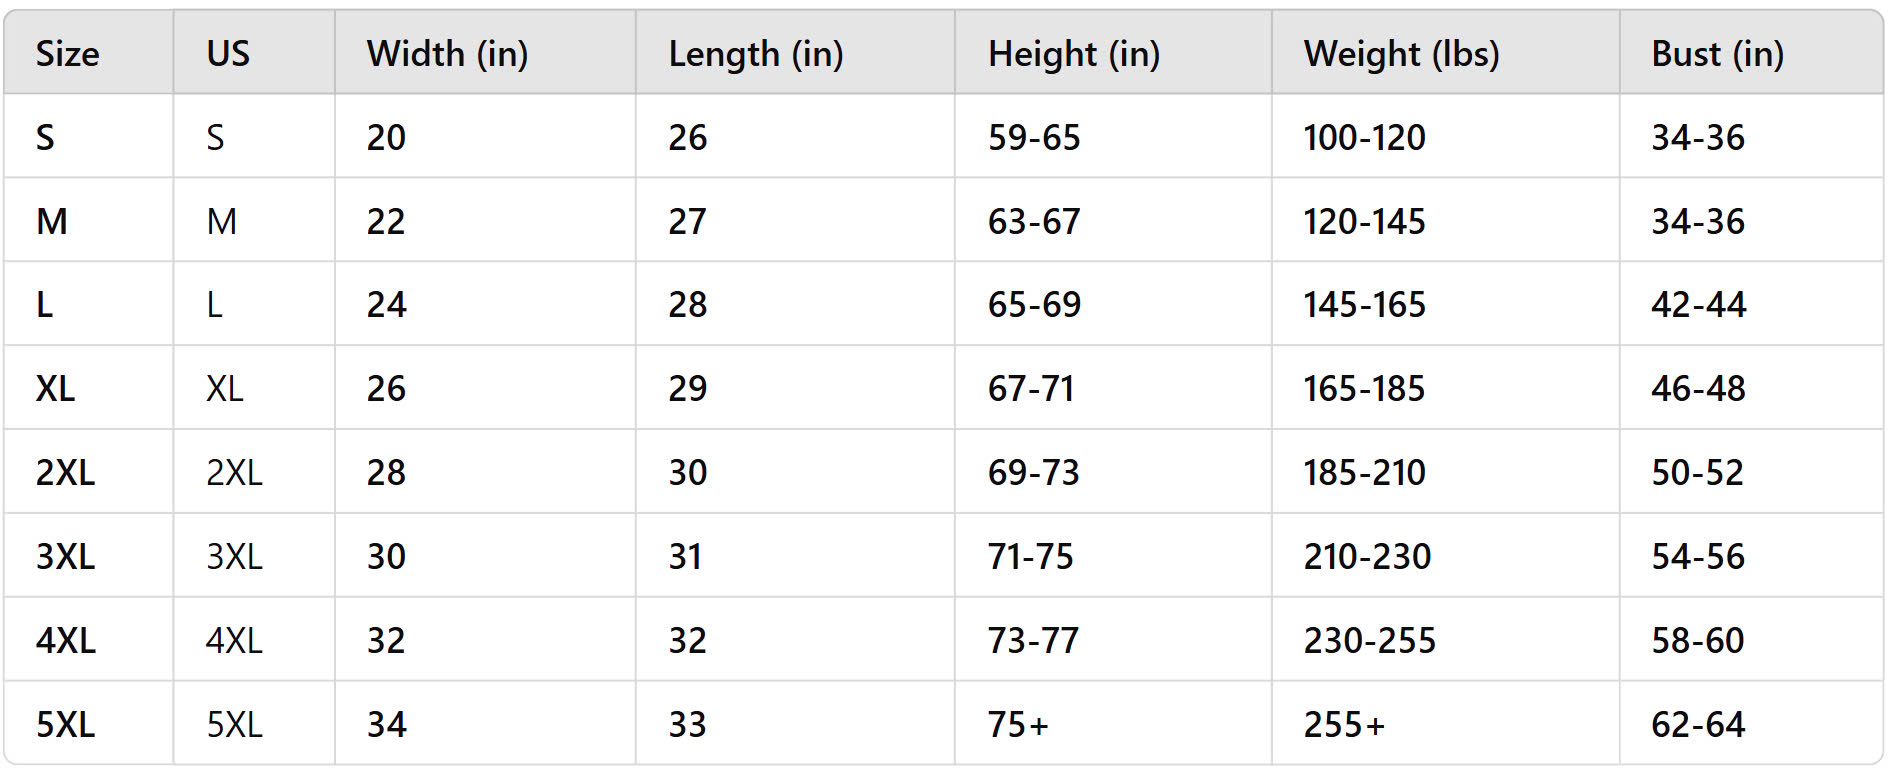 Size US Width (in) Length (in) Height (in) Weight (lbs) Bust (in)
S S 20 26 59-65 100-120 34-36
M M 22 27 63-67 120-145 34-36
L L 24 28 65-69 145-165 42-44
XL XL 26 29 67-71 165-185 46-48
2XL 2XL 28 30 69-73 185-210 50-52
3XL 3XL 30 31 71-75 210-230 54-56
4XL 4XL 32 32 73-77 230-255 58-60
5XL 5XL 34 33 75+ 255+ 62-64